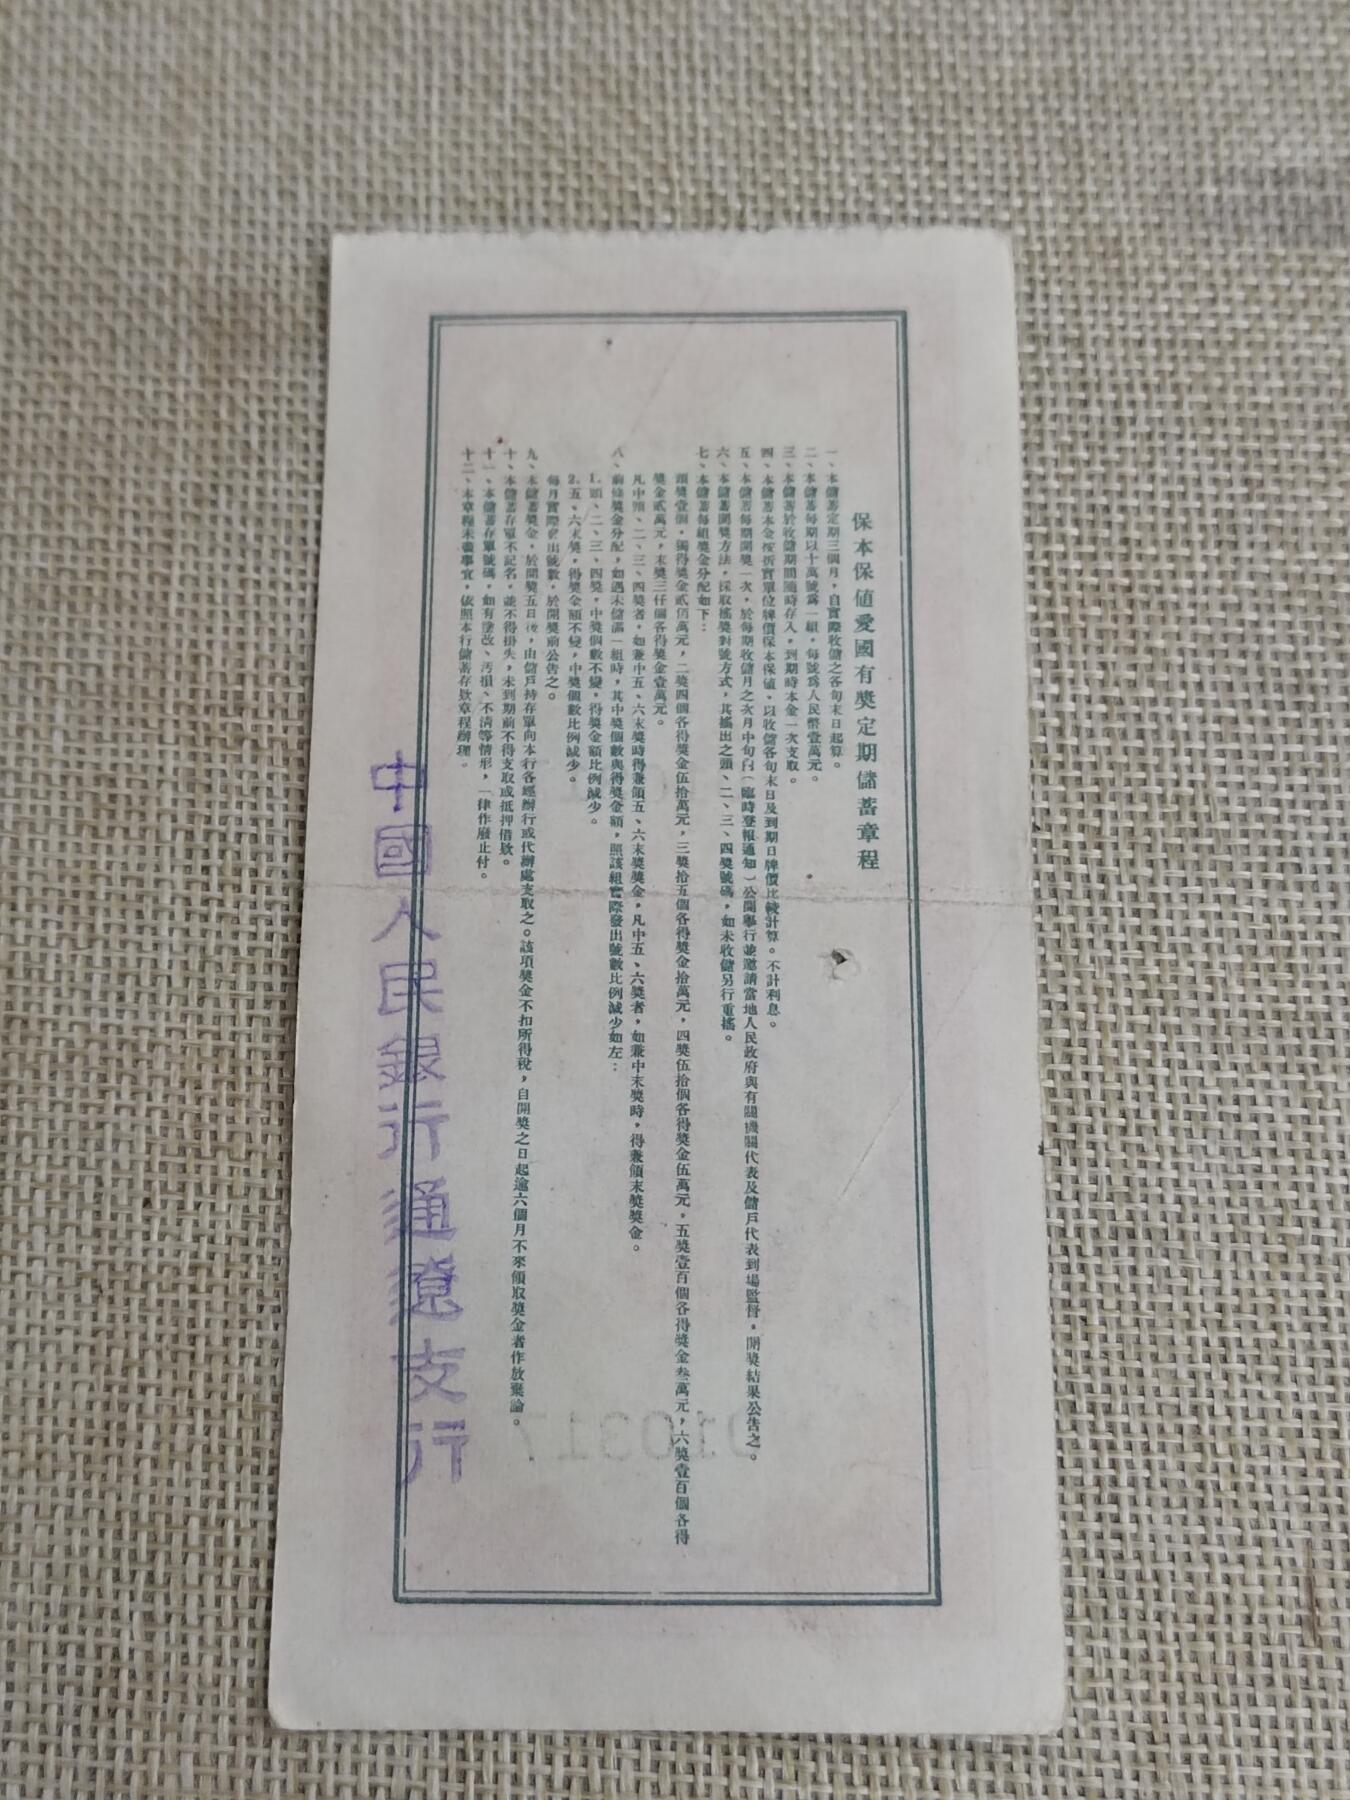 保本保值愛國有獎定期儲蓄章程
一、本儲蓄定期三個月，自實際收儲之各旬末日起算。
二、本儲蓄每期以十萬號爲一組，每號爲人民幣壹萬元。
三、本儲蓄於收儲期間隨時存入，到期時本金一次支取。
四、本儲蓄本金按折實單位牌價保本保值，以收儲各旬末日及到期日牌價比較計算。不計利息。
五、本儲蓄每期開獎一次，於每期收儲月之次月中旬內（臨時登報通知）公開舉行並邀請當地人民政府與有關機關代表及儲戶代表到場監督，開獎結果公告之。
六、本儲蓄開獎方法，採取搖獎對號方式，其搖出之頭、二、三、四獎號碼，如未收儲另行重搖。
七、本儲蓄每組獎金分配如下：
頭獎壹個，獨得獎金貳佰萬元，二獎四個各得獎金伍拾萬元，三獎拾五個各得獎金拾萬元，四獎伍拾個各得獎金伍萬元，五獎壹百個各得獎金叁萬元，六獎壹百個各得
獎金貳萬元，末獎三仟個各得獎金壹萬元。
凡中頭、二、三、四獎者，如兼中五、六末獎時得兼領五、六末獎獎金，凡中五、六獎者，如兼中末獎時，得兼領末獎獎金。
八、前條獎金分配，如遇未儲滿一組時，其中獎個數與得獎金額，照該組實際發出號數比例減少如左：
1.頭、二、三、四獎，中獎個數不變，得獎金額比例減少。
2.五、六末獎，得獎金額不變，中獎個數比例減少。
每月實際售出號數，於開獎前公告之。
九、本儲蓄獎金，於開獎五日後，由儲戶持存單向本行各經辦行或代辦處支取之。該項獎金不扣所得稅，自開獎之日起逾六個月不來領取獎金者作放棄論。
十、本儲蓄存單不記名，並不得掛失，未到期前不得支取或抵押借款。
十一、本儲蓄存單號碼，如有塗改、汚損、不清等情形，一律作廢止付。
十二、本章程未盡事宜，依照本行儲蓄存款章程辦理。
中國人民銀行通遼支行